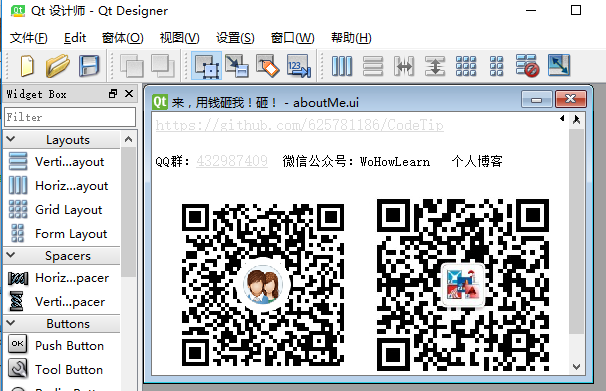 Qt 设计师 - Qt Designer
文件(F) Edit 窗体(O) 视图(V) 设置(S) 窗口(W) 帮助(H)
123
Widget Box
Filter
Layouts
Verti...ayout
Horiz...ayout
Grid Layout
Form Layout
Spacers
Horiz...pacer
Verti...pacer
Buttons
OK Push Button
Tool Button
Qt 来，用钱砸我！砸！ - aboutMe.ui
https://github.com/625781186/CodeTip
QQ群：432987409 微信公众号：WoHowLearn 个人博客